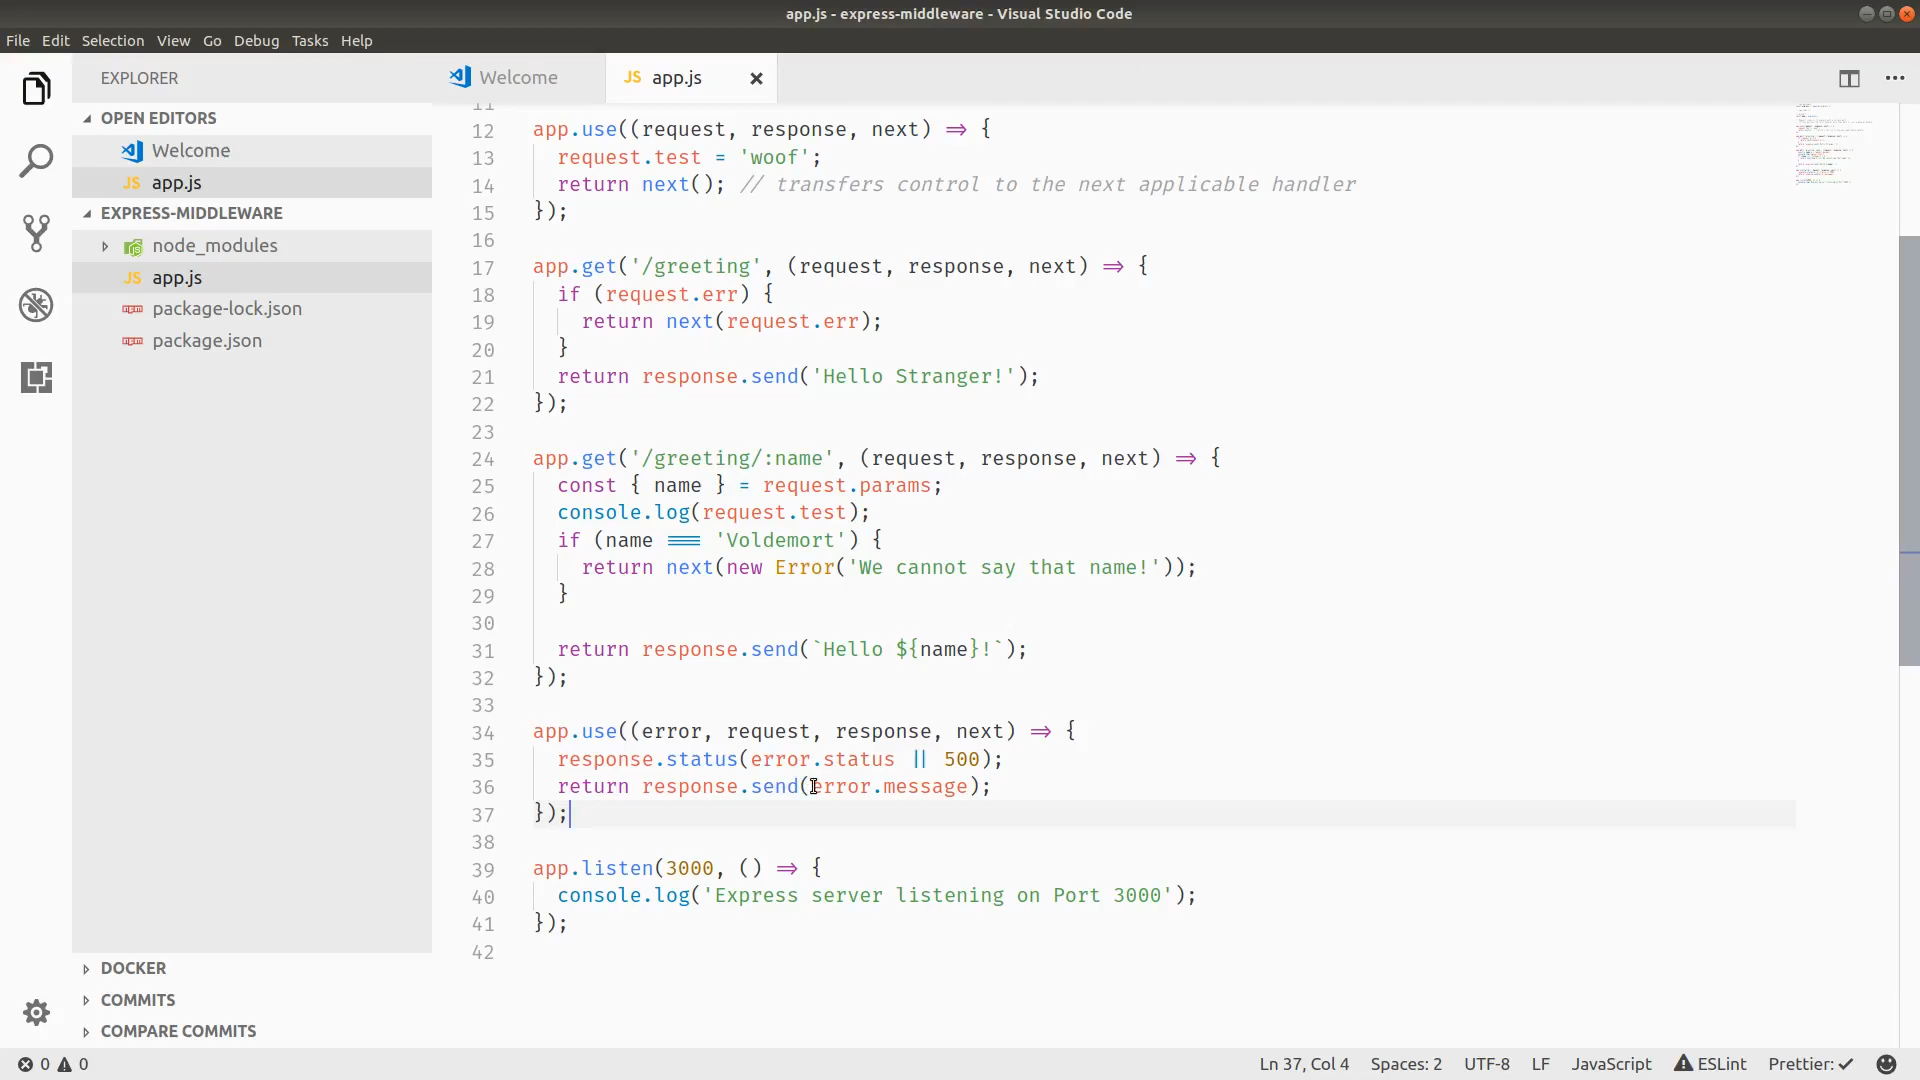 app.js - express-middleware - Visual Studio Code
File Edit Selection View Go Debug Tasks Help
EXPLORER
OPEN EDITORS
Welcome
JS app.js
EXPRESS-MIDDLEWARE
node_modules
JS app.js
package-lock.json
package.json
DOCKER
COMMITS
COMPARE COMMITS
Welcome JS app.js
11
12 app.use((request, response, next) => {
13 request.test = 'woof';
14 return next(); // transfers control to the next applicable handler
15 });
16
17 app.get('/greeting', (request, response, next) => {
18 if (request.err) {
19 return next(request.err);
20 }
21 return response.send('Hello Stranger!');
22 });
23
24 app.get('/greeting/:name', (request, response, next) => {
25 const { name } = request.params;
26 console.log(request.test);
27 if (name === 'Voldemort') {
28 return next(new Error('We cannot say that name!'));
29 }
30
31 return response.send(`Hello ${name}!`);
32 });
33
34 app.use((error, request, response, next) => {
35 response.status(error.status || 500);
36 return response.send(error.message);
37 });
38
39 app.listen(3000, () => {
40 console.log('Express server listening on Port 3000');
41 });
42
0 0 Ln 37, Col 4 Spaces: 2 UTF-8 LF JavaScript ESLint Prettier: ✓